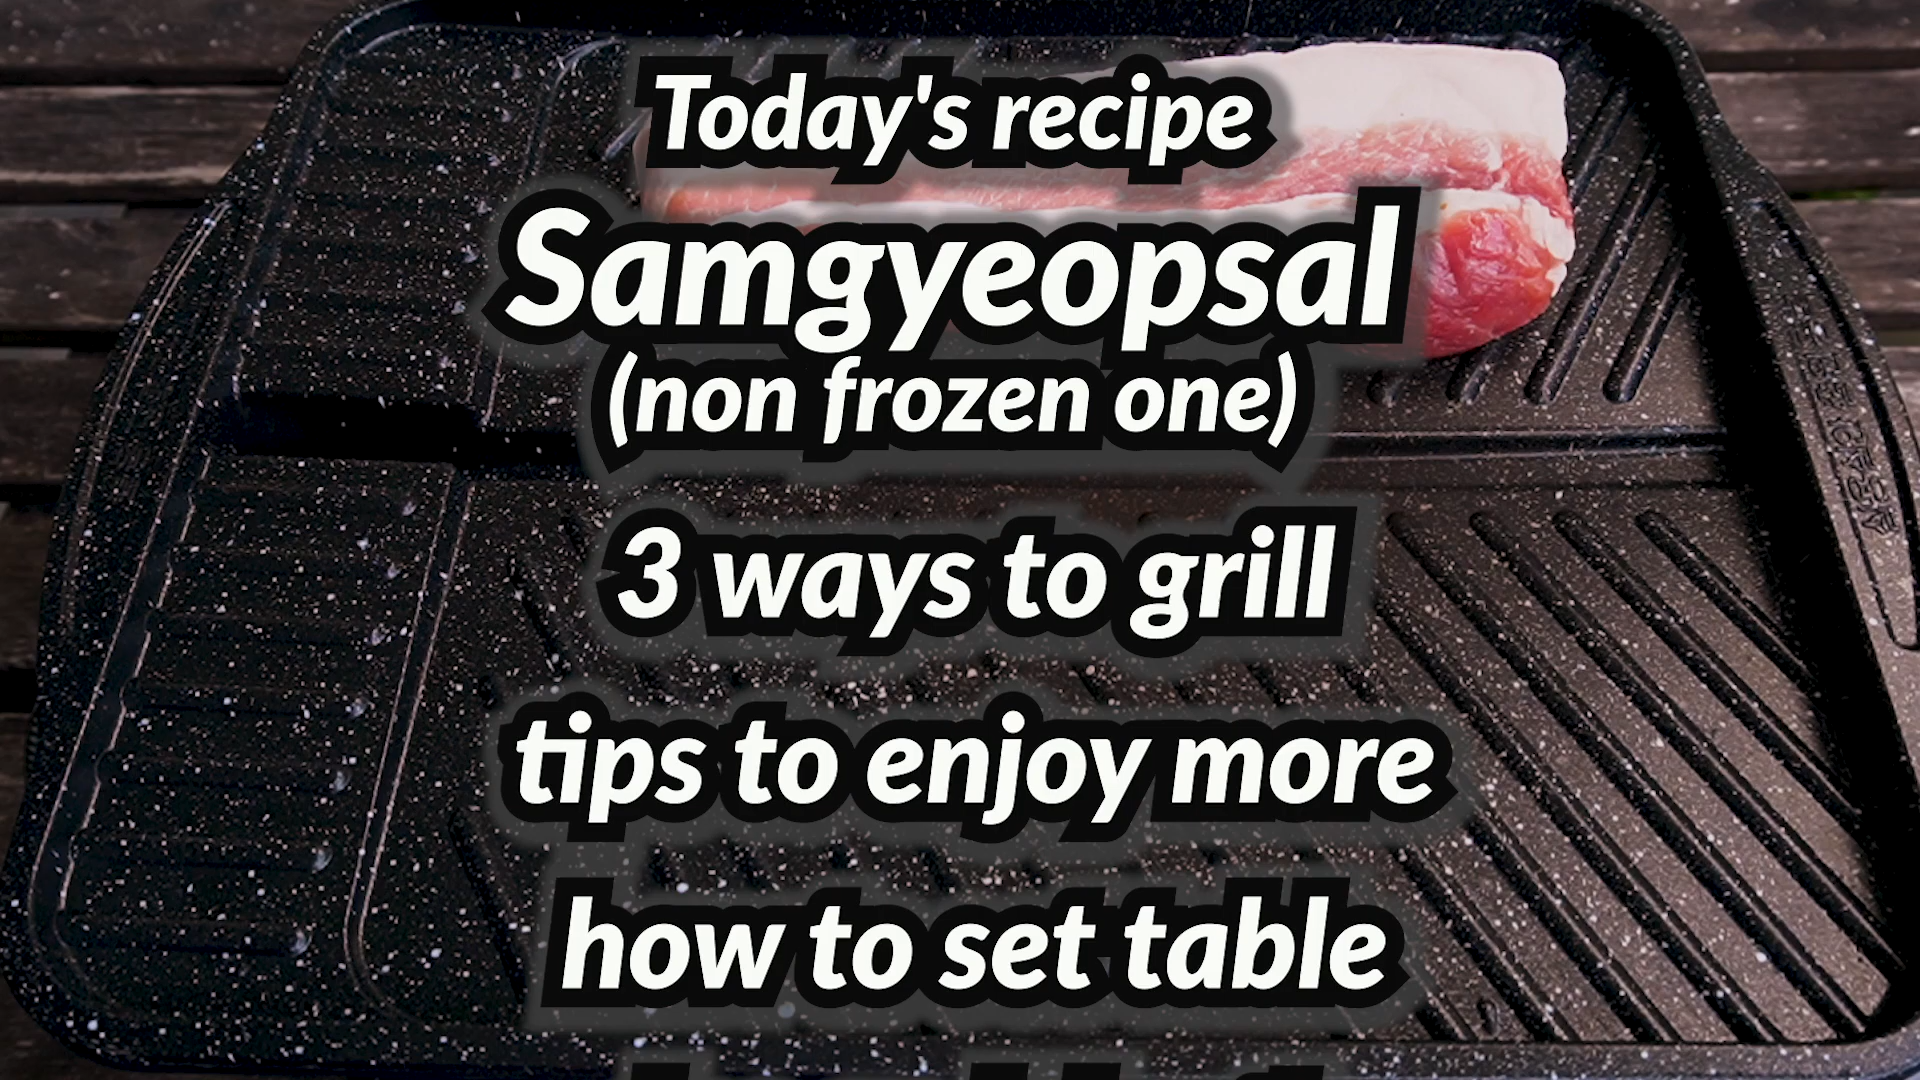 Today's recipe
Samgyeopsal
(non frozen one)
3 ways to grill
tips to enjoy more
how to set table